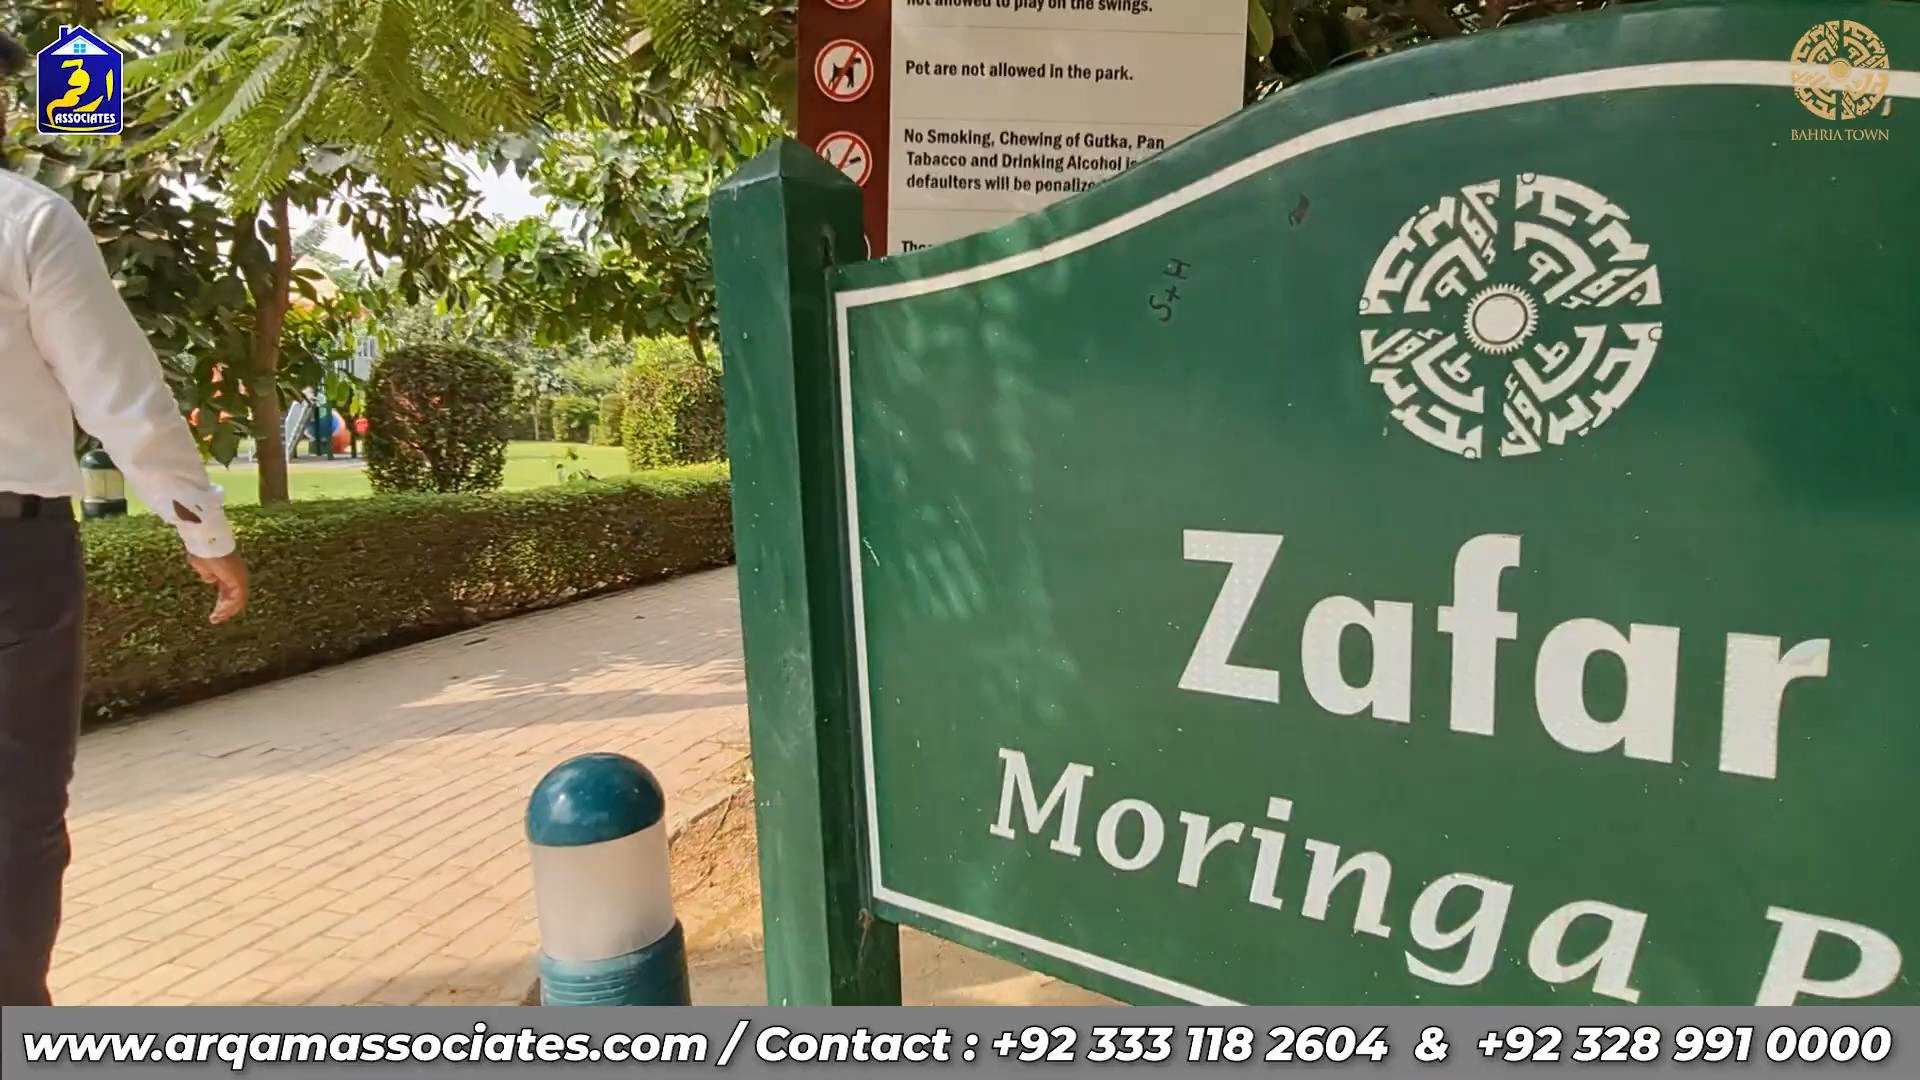 not allowed to play on the swings.
Pet are not allowed in the park.
No Smoking, Chewing of Gutka, Pan
Tabacco and Drinking Alcohol
defaulters will be
ASSOCIATES
BAHRIA TOWN
S+H
Zafar
Moringa P
www.arqamassociates.com / Contact : +92 333 118 2604 & +92 328 991 0000